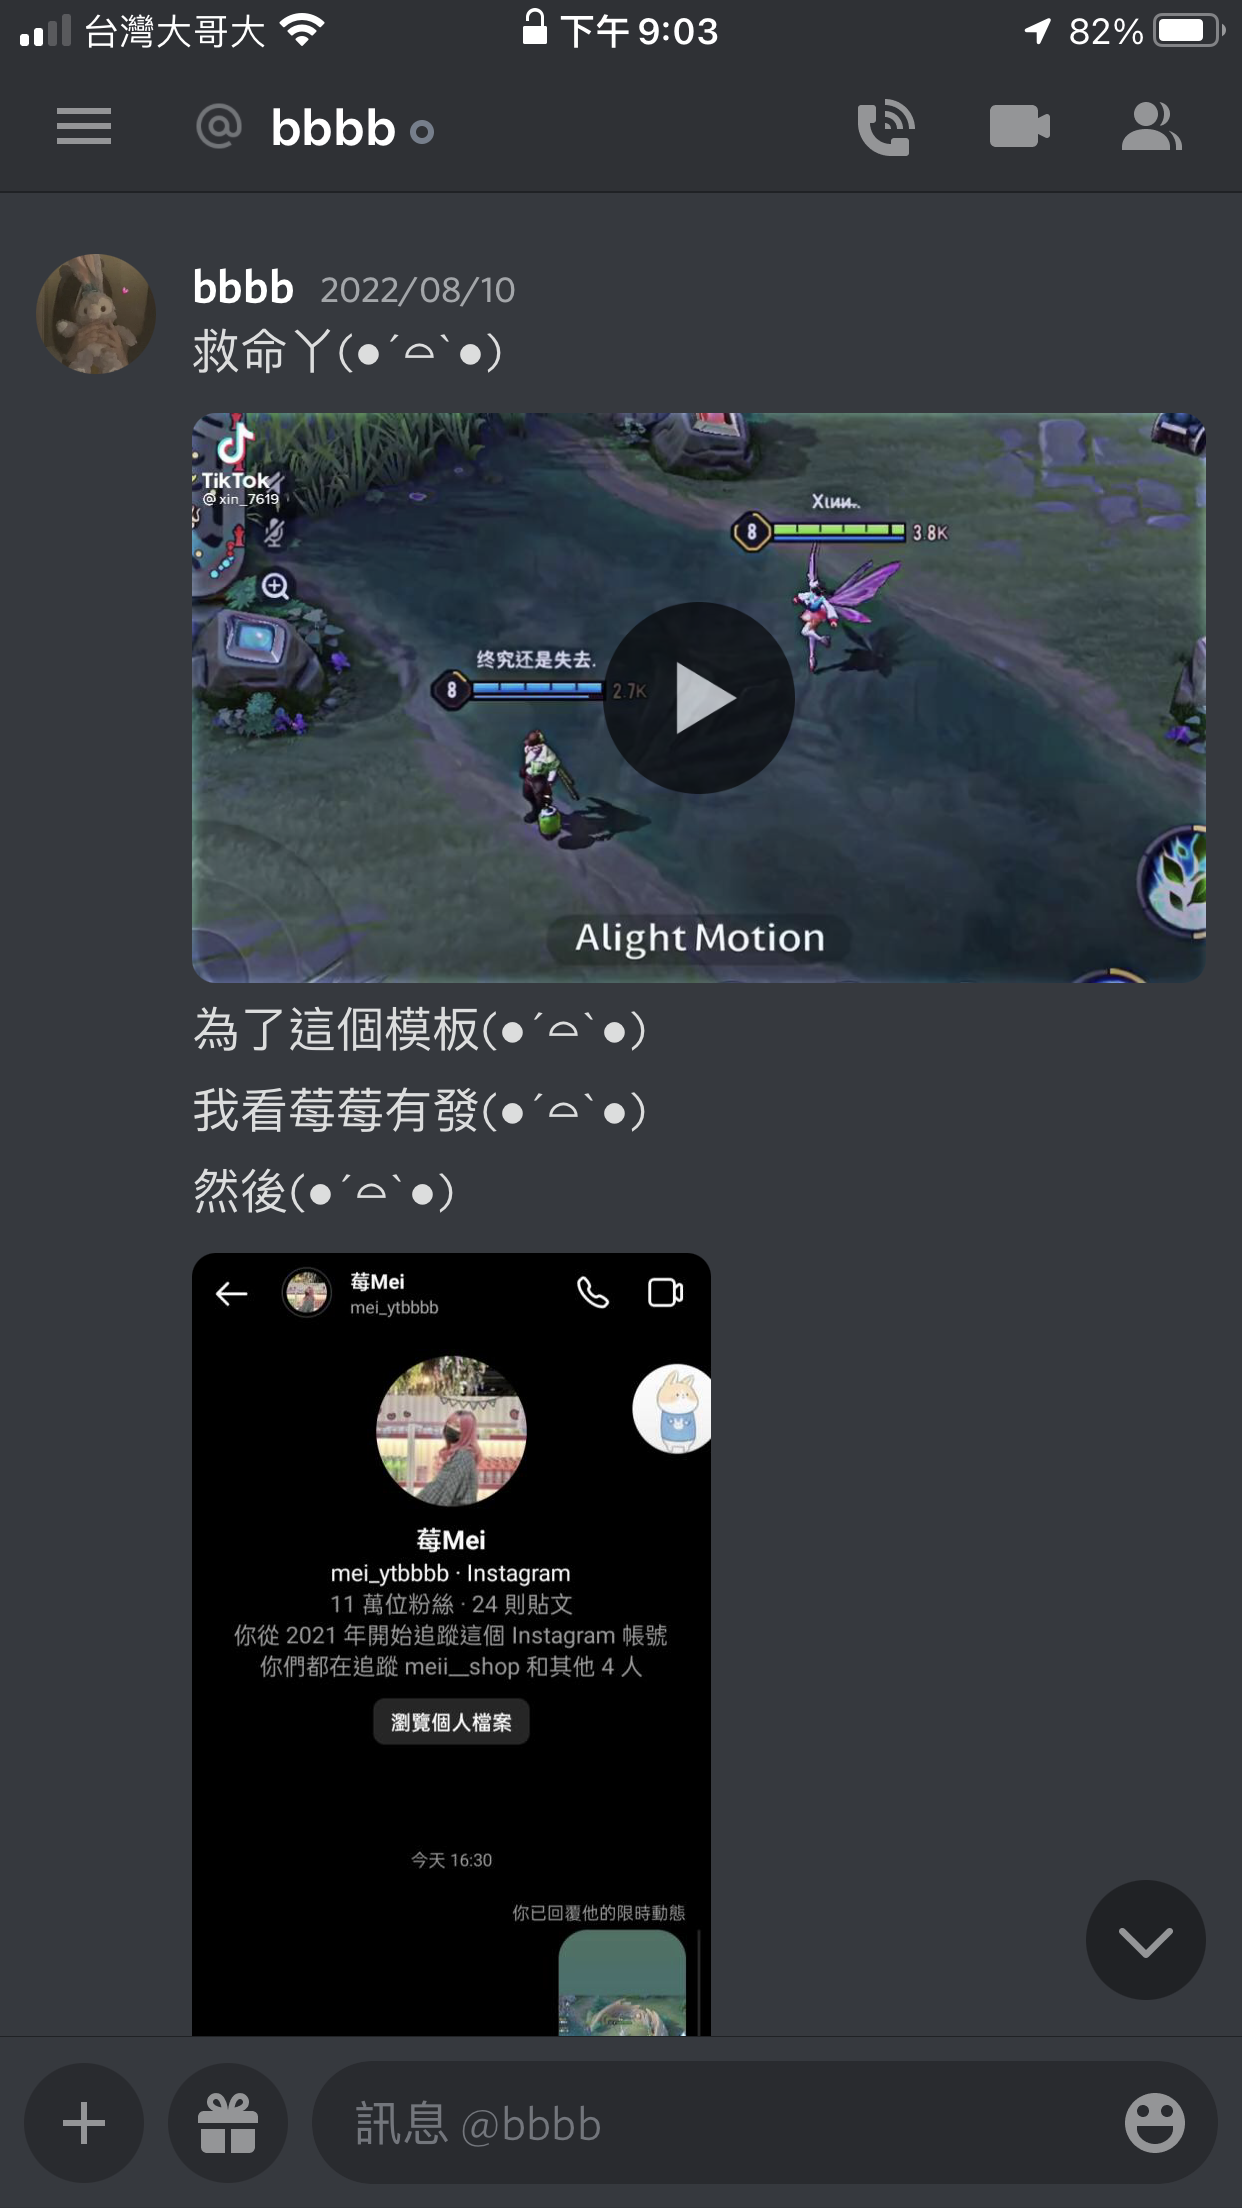 台灣大哥大
下午 9:03
82%
@ bbbb
bbbb 2022/08/10
救命丫(●´⌓`●)
TikTok
@xin_7619
8 3.8K
终究还是失去.
8 2.7K
Alight Motion
為了這個模板(●´⌓`●)
我看莓莓有發(●´⌓`●)
然後(●´⌓`●)
莓Mei
mei_ytbbbb
莓Mei
mei_ytbbbb · Instagram
11 萬位粉絲 · 24 則貼文
你從 2021 年開始追蹤這個 Instagram 帳號
你們都在追蹤 meii__shop 和其他 4 人
瀏覽個人檔案
今天 16:30
你已回覆他的限時動態
訊息 @bbbb